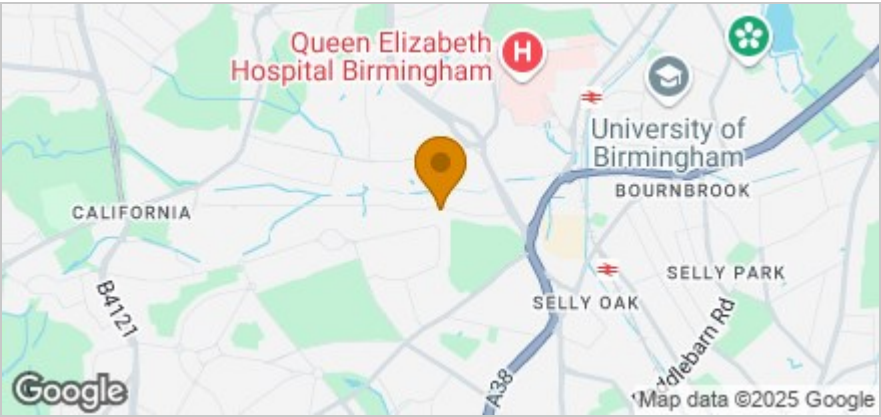 Queen Elizabeth
Hospital Birmingham
H
University of
Birmingham
BOURNBROOK
CALIFORNIA
B4121
SELLY PARK
SELLY OAK
A38
Google
Map data ©2025 Google